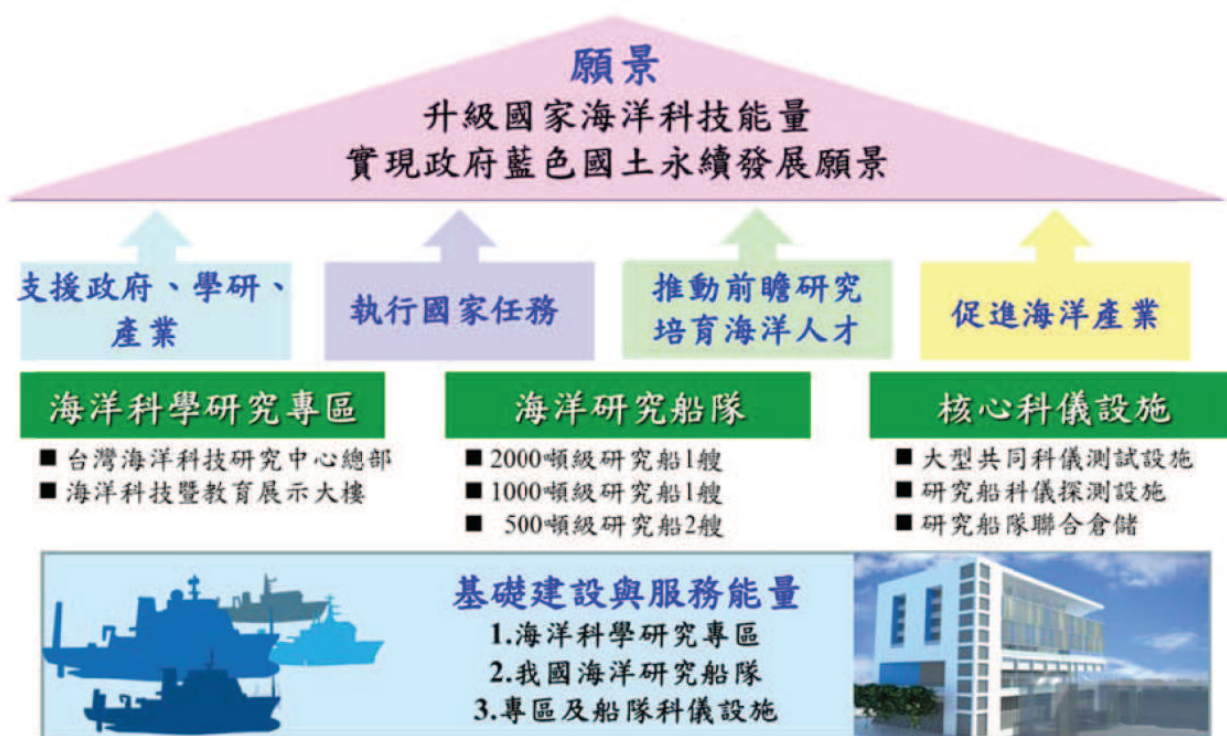 願景
升級國家海洋科技能量
實現政府藍色國土永續發展願景
支援政府、學研、
產業
執行國家任務
推動前瞻研究
培育海洋人才
促進海洋產業
海洋科學研究專區
■ 台灣海洋科技研究中心總部
■ 海洋科技暨教育展示大樓
海洋研究船隊
■ 2000噸級研究船1艘
■ 1000噸級研究船1艘
■ 500噸級研究船2艘
核心科儀設施
■ 大型共同科儀測試設施
■ 研究船科儀探測設施
■ 研究船隊聯合倉儲
基礎建設與服務能量
1.海洋科學研究專區
2.我國海洋研究船隊
3.專區及船隊科儀設施